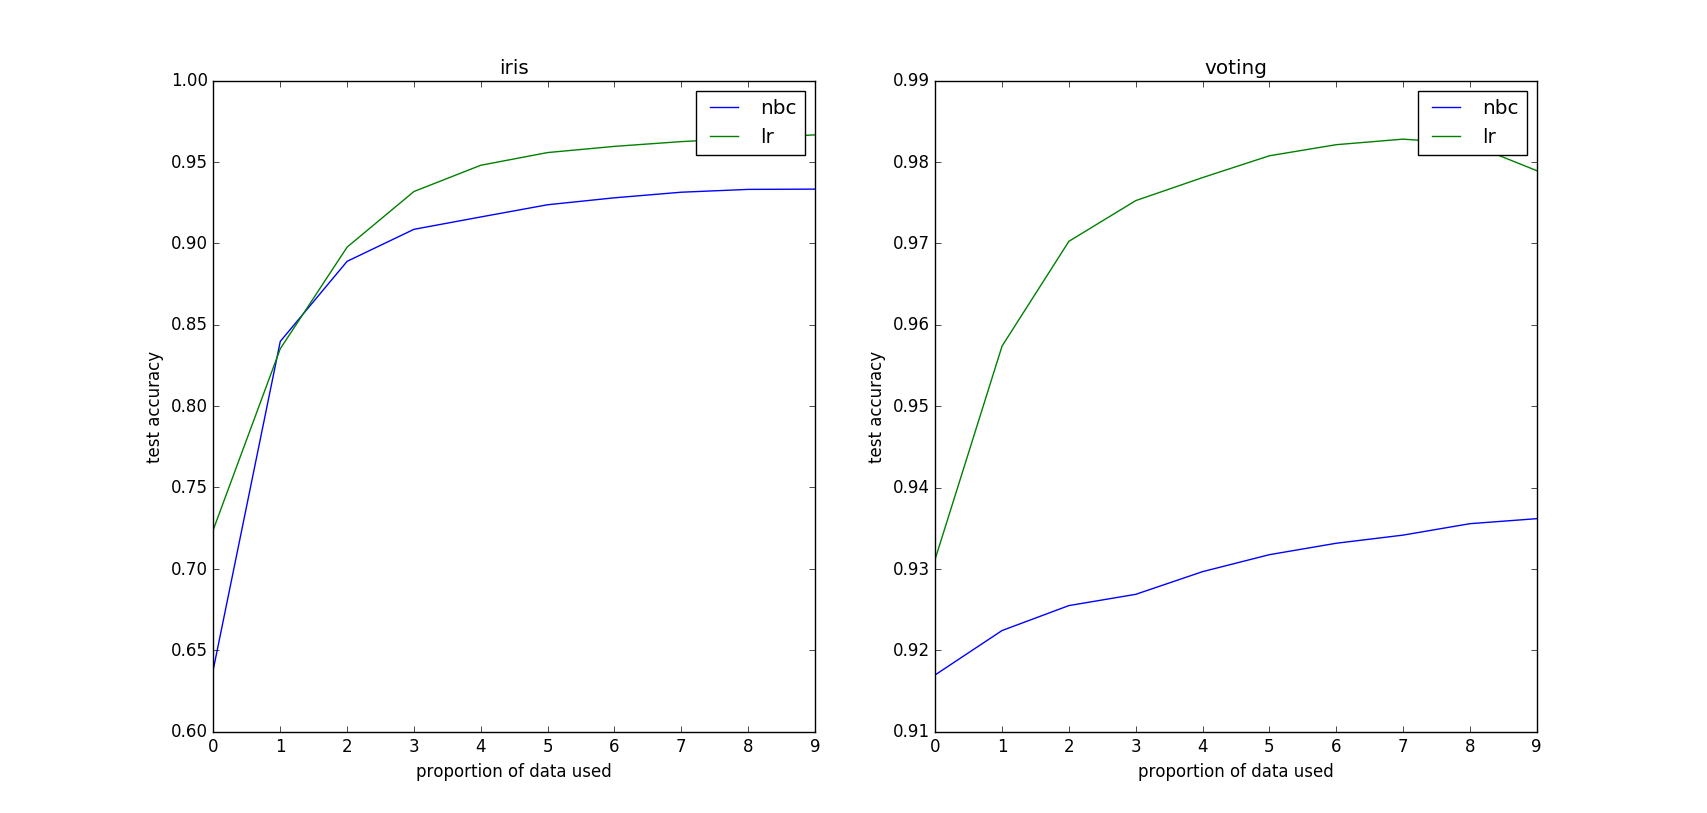 iris
1.00
0.95
0.90
0.85
0.80
0.75
0.70
0.65
0.60
test accuracy
nbc
lr
0 1 2 3 4 5 6 7 8 9
proportion of data used
voting
0.99
0.98
0.97
0.96
0.95
0.94
0.93
0.92
0.91
test accuracy
nbc
lr
0 1 2 3 4 5 6 7 8 9
proportion of data used